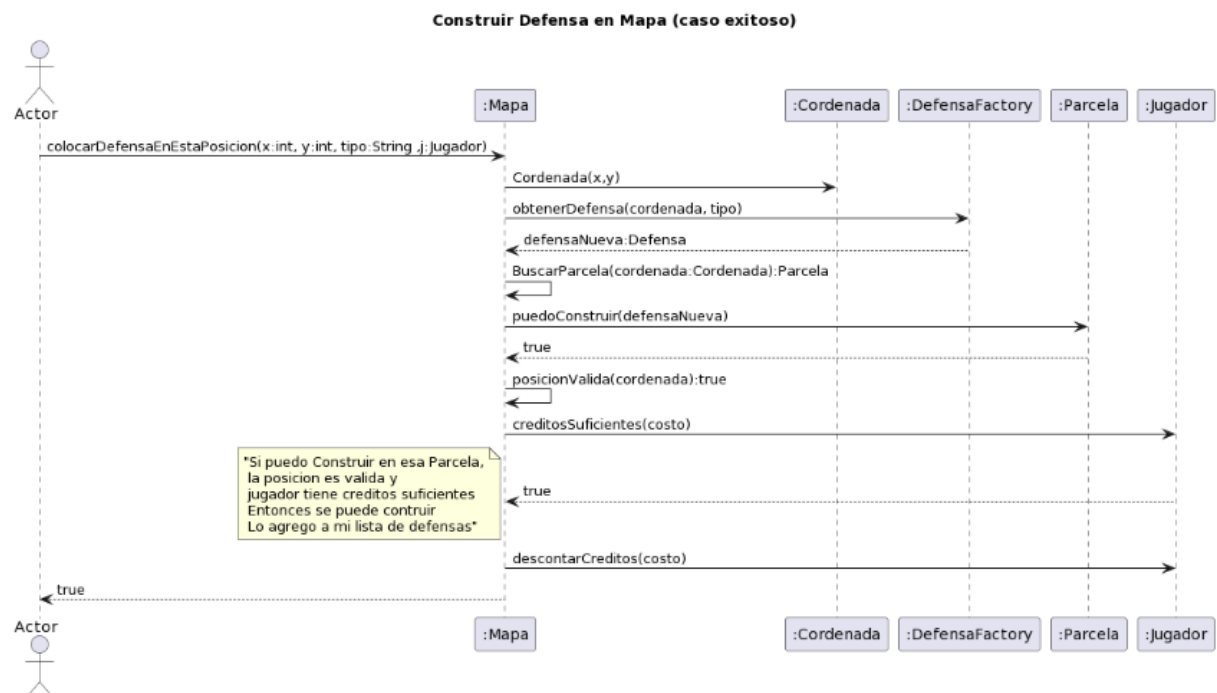 Construir Defensa en Mapa (caso exitoso)
Actor
:Mapa
:Cordenada
:DefensaFactory
:Parcela
:Jugador
colocarDefensaEnEstaPosicion(x:int, y:int, tipo:String ,j:Jugador)
Cordenada(x,y)
obtenerDefensa(cordenada, tipo)
defensaNueva:Defensa
BuscarParcela(cordenada:Cordenada):Parcela
puedoConstruir(defensaNueva)
true
posicionValida(cordenada):true
creditosSuficientes(costo)
"Si puedo Construir en esa Parcela,
la posicion es valida y
jugador tiene creditos suficientes
Entonces se puede contruir
Lo agrego a mi lista de defensas"
true
descontarCreditos(costo)
true
Actor
:Mapa
:Cordenada
:DefensaFactory
:Parcela
:Jugador